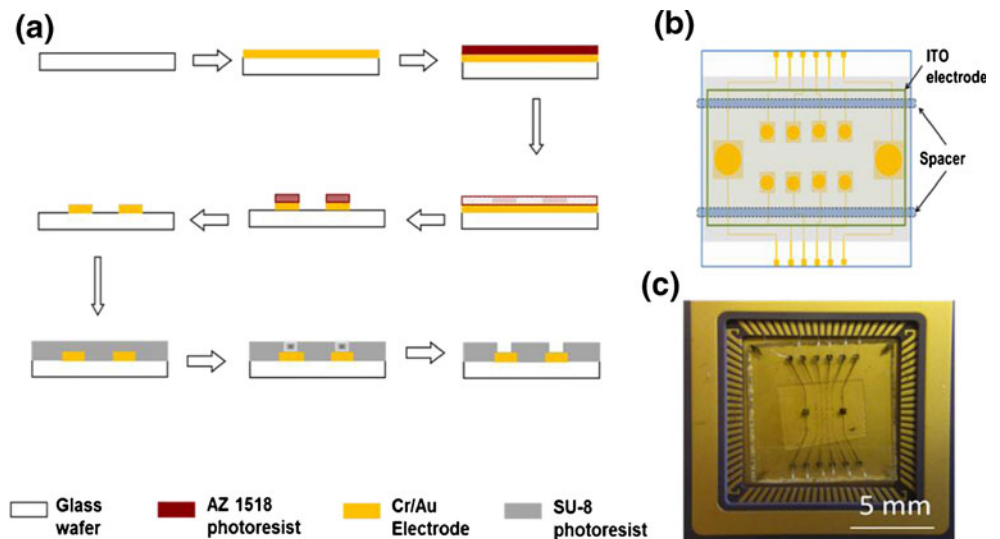 (a)
(b)
ITO
electrode
Spacer
(c)
5 mm
Glass
wafer
AZ 1518
photoresist
Cr/Au
Electrode
SU-8
photoresist